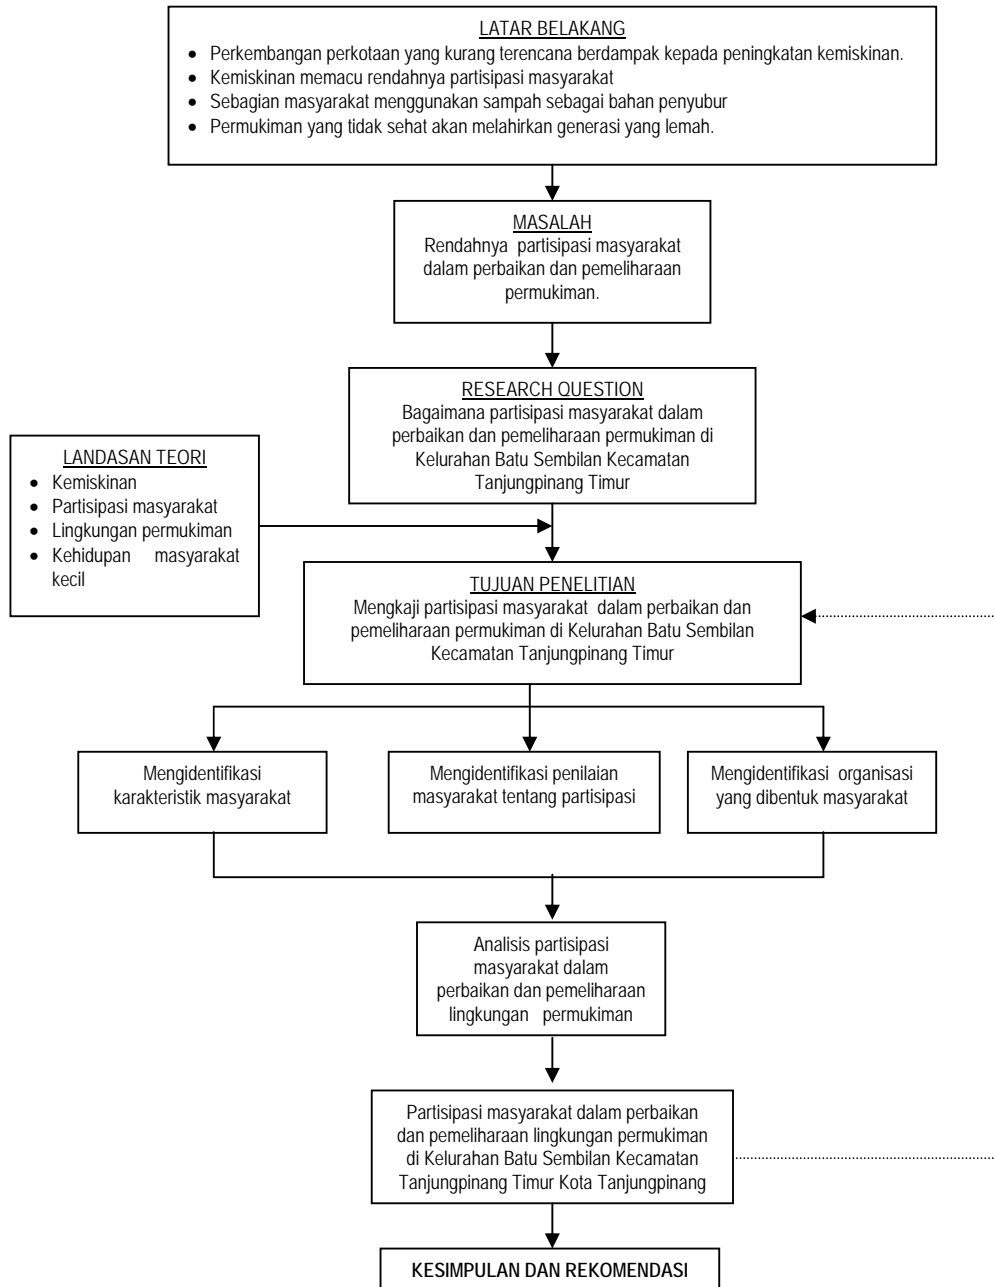 LATAR BELAKANG
• Perkembangan perkotaan yang kurang terencana berdampak kepada peningkatan kemiskinan.
• Kemiskinan memacu rendahnya partisipasi masyarakat
• Sebagian masyarakat menggunakan sampah sebagai bahan penyubur
• Permukiman yang tidak sehat akan melahirkan generasi yang lemah.
MASALAH
Rendahnya partisipasi masyarakat
dalam perbaikan dan pemeliharaan
permukiman.
RESEARCH QUESTION
Bagaimana partisipasi masyarakat dalam
perbaikan dan pemeliharaan permukiman di
Kelurahan Batu Sembilan Kecamatan
Tanjungpinang Timur
LANDASAN TEORI
• Kemiskinan
• Partisipasi masyarakat
• Lingkungan permukiman
• Kehidupan masyarakat
kecil
TUJUAN PENELITIAN
Mengkaji partisipasi masyarakat dalam perbaikan dan
pemeliharaan permukiman di Kelurahan Batu Sembilan
Kecamatan Tanjungpinang Timur
Mengidentifikasi
karakteristik masyarakat
Mengidentifikasi penilaian
masyarakat tentang partisipasi
Mengidentifikasi organisasi
yang dibentuk masyarakat
Analisis partisipasi
masyarakat dalam
perbaikan dan pemeliharaan
lingkungan permukiman
Partisipasi masyarakat dalam perbaikan
dan pemeliharaan lingkungan permukiman
di Kelurahan Batu Sembilan Kecamatan
Tanjungpinang Timur Kota Tanjungpinang
KESIMPULAN DAN REKOMENDASI